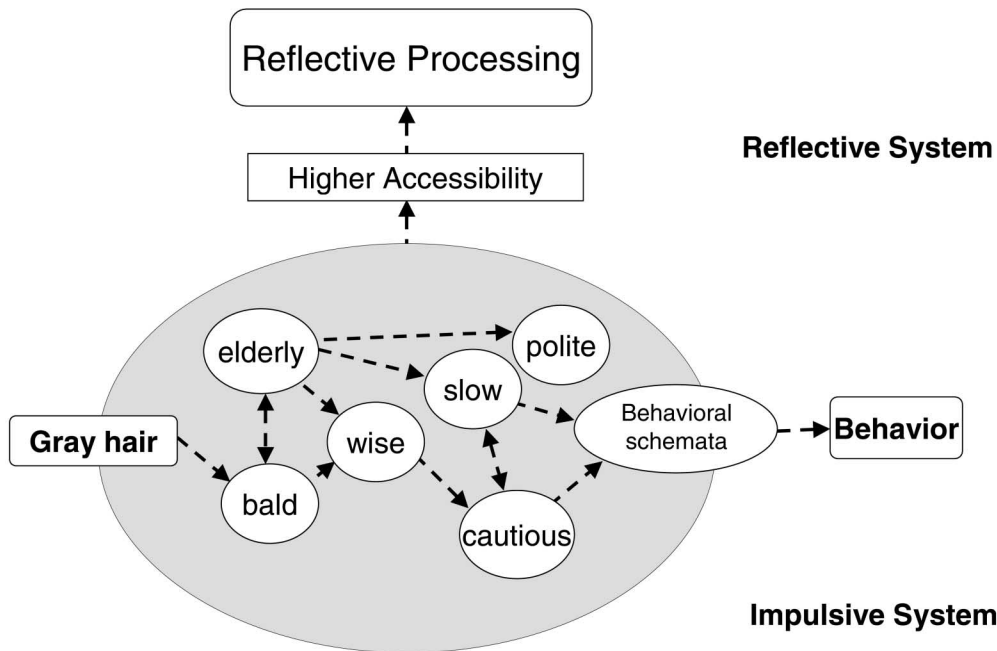 Reflective Processing
Reflective System
Higher Accessibility
elderly
polite
slow
Behavioral
schemata
Behavior
Gray hair
wise
bald
cautious
Impulsive System